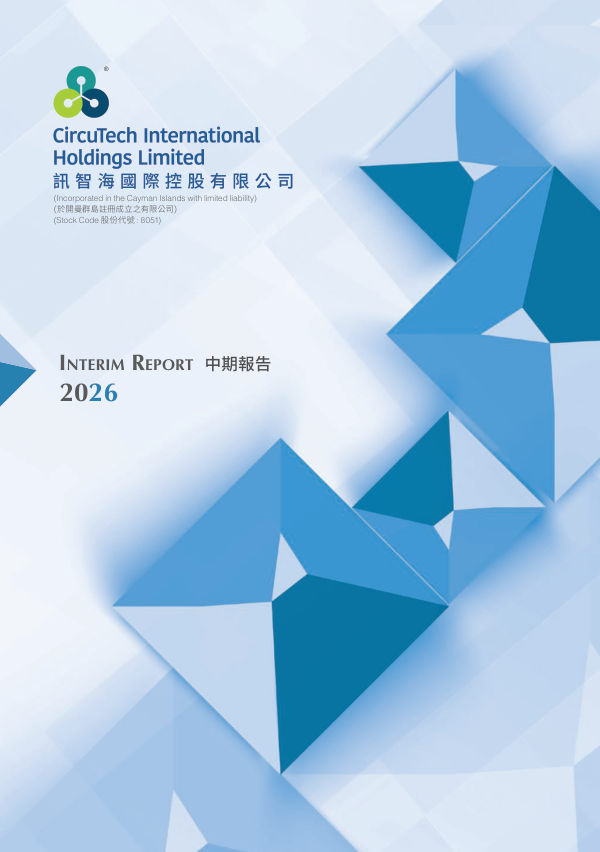 ®
CircuTech International
Holdings Limited
訊智海國際控股有限公司
(Incorporated in the Cayman Islands with limited liability)
(於開曼群島註冊成立之有限公司)
(Stock Code 股份代號 : 8051)
INTERIM REPORT 中期報告
2026